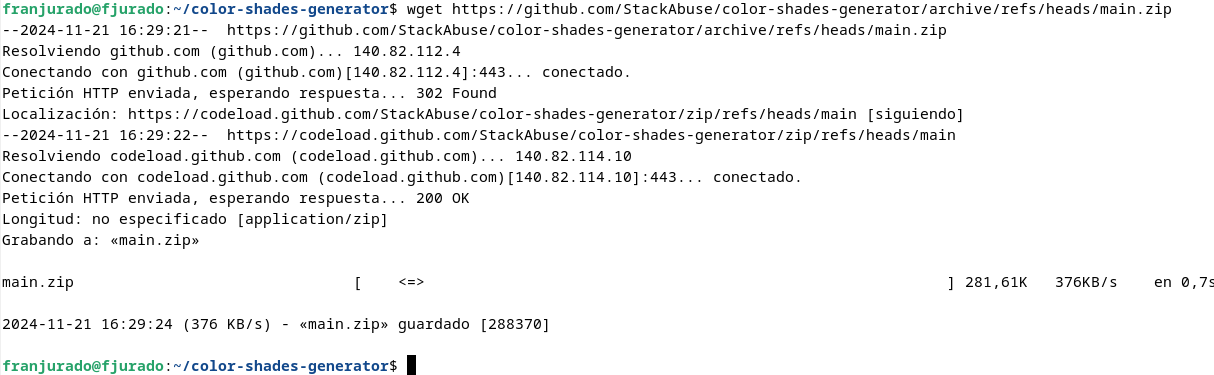 franjurado@fjurado:~/color-shades-generator$ wget https://github.com/StackAbuse/color-shades-generator/archive/refs/heads/main.zip
--2024-11-21 16:29:21--  https://github.com/StackAbuse/color-shades-generator/archive/refs/heads/main.zip
Resolviendo github.com (github.com)... 140.82.112.4
Conectando con github.com (github.com)[140.82.112.4]:443... conectado.
Petición HTTP enviada, esperando respuesta... 302 Found
Localización: https://codeload.github.com/StackAbuse/color-shades-generator/zip/refs/heads/main [siguiendo]
--2024-11-21 16:29:22--  https://codeload.github.com/StackAbuse/color-shades-generator/zip/refs/heads/main
Resolviendo codeload.github.com (codeload.github.com)... 140.82.114.10
Conectando con codeload.github.com (codeload.github.com)[140.82.114.10]:443... conectado.
Petición HTTP enviada, esperando respuesta... 200 OK
Longitud: no especificado [application/zip]
Grabando a: «main.zip»
main.zip                               [    <=>                                                          ] 281,61K   376KB/s    en 0,7s
2024-11-21 16:29:24 (376 KB/s) - «main.zip» guardado [288370]
franjurado@fjurado:~/color-shades-generator$